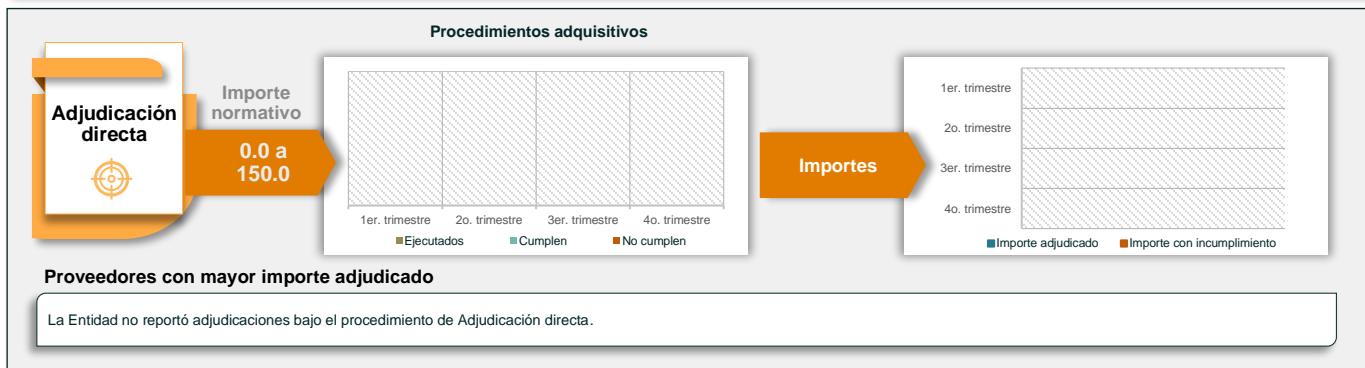 Procedimientos adquisitivos
Adjudicación
directa
Importe
normativo
0.0 a
150.0
1er. trimestre 2o. trimestre 3er. trimestre 4o. trimestre
Ejecutados Cumplen No cumplen
Importes
1er. trimestre
2o. trimestre
3er. trimestre
4o. trimestre
Importe adjudicado Importe con incumplimiento
Proveedores con mayor importe adjudicado
La Entidad no reportó adjudicaciones bajo el procedimiento de Adjudicación directa.